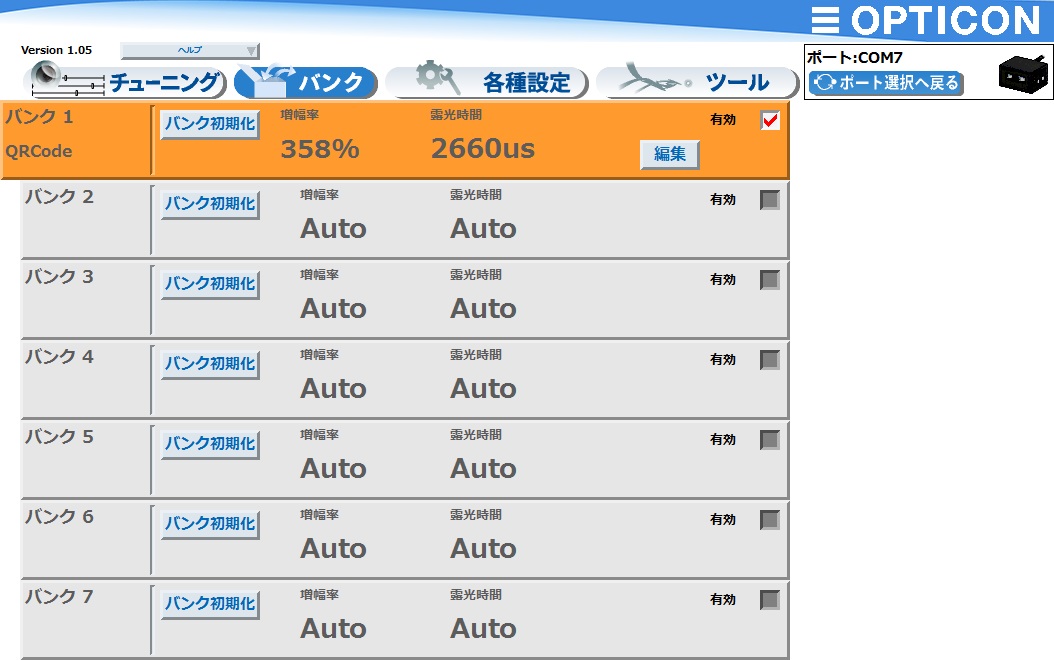 OPTICON
Version 1.05
ヘルプ
チューニング
バンク
各種設定
ツール
ポート:COM7
ポート選択へ戻る
バンク 1
QRCode
バンク初期化
増幅率
358%
露光時間
2660us
有効
編集
バンク 2
バンク初期化
増幅率
Auto
露光時間
Auto
有効
バンク 3
バンク初期化
増幅率
Auto
露光時間
Auto
有効
バンク 4
バンク初期化
増幅率
Auto
露光時間
Auto
有効
バンク 5
バンク初期化
増幅率
Auto
露光時間
Auto
有効
バンク 6
バンク初期化
増幅率
Auto
露光時間
Auto
有効
バンク 7
バンク初期化
増幅率
Auto
露光時間
Auto
有効